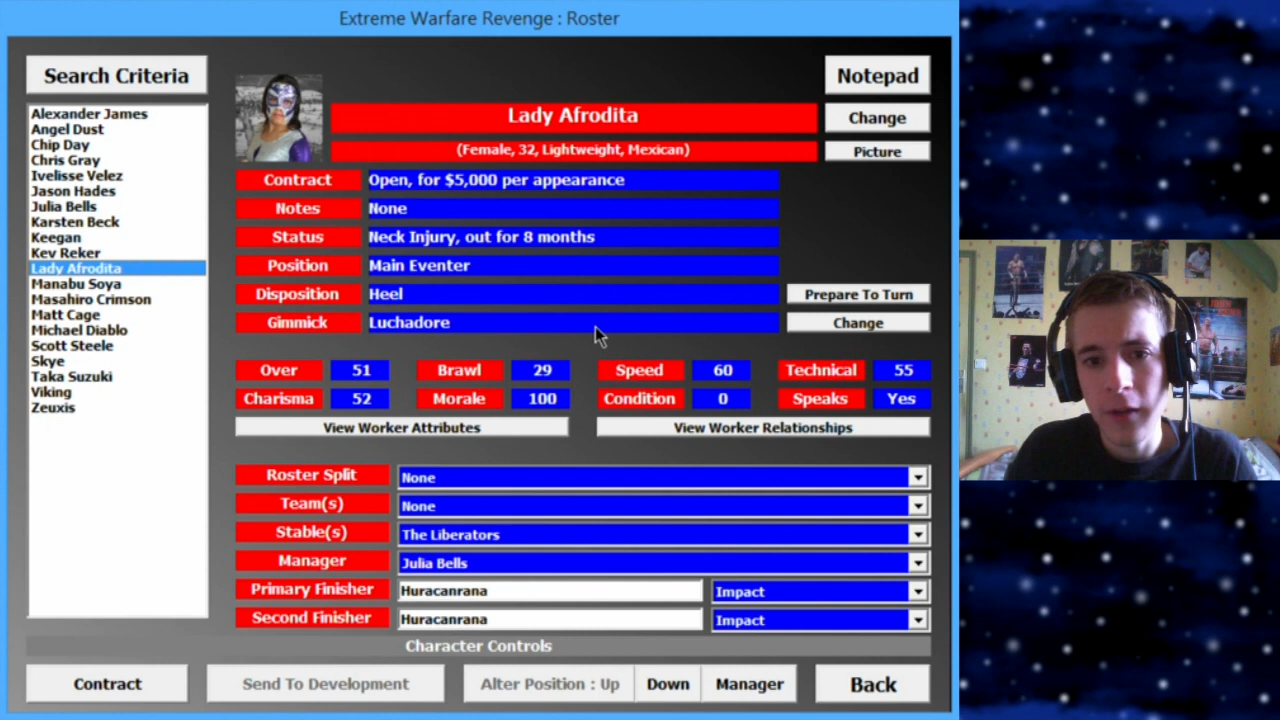 Extreme Warfare Revenge : Roster
Search Criteria
Notepad
Alexander James
Angel Dust
Chip Day
Chris Gray
Ivelisse Velez
Jason Hades
Julia Bells
Karsten Beck
Keegan
Kev Reker
Lady Afrodita
Manabu Soya
Masahiro Crimson
Matt Cage
Michael Diablo
Scott Steele
Skye
Taka Suzuki
Viking
Zeuxis
Lady Afrodita
Change
(Female, 32, Lightweight, Mexican)
Picture
Contract Open, for $5,000 per appearance
Notes None
Status Neck Injury, out for 8 months
Position Main Eventer
Disposition Heel Prepare To Turn
Gimmick Luchadore Change
Over 51 Brawl 29 Speed 60 Technical 55
Charisma 52 Morale 100 Condition 0 Speaks Yes
View Worker Attributes View Worker Relationships
Roster Split None
Team(s) None
Stable(s) The Liberators
Manager Julia Bells
Primary Finisher Huracanrana Impact
Second Finisher Huracanrana Impact
Character Controls
Contract Send To Development Alter Position : Up Down Manager Back